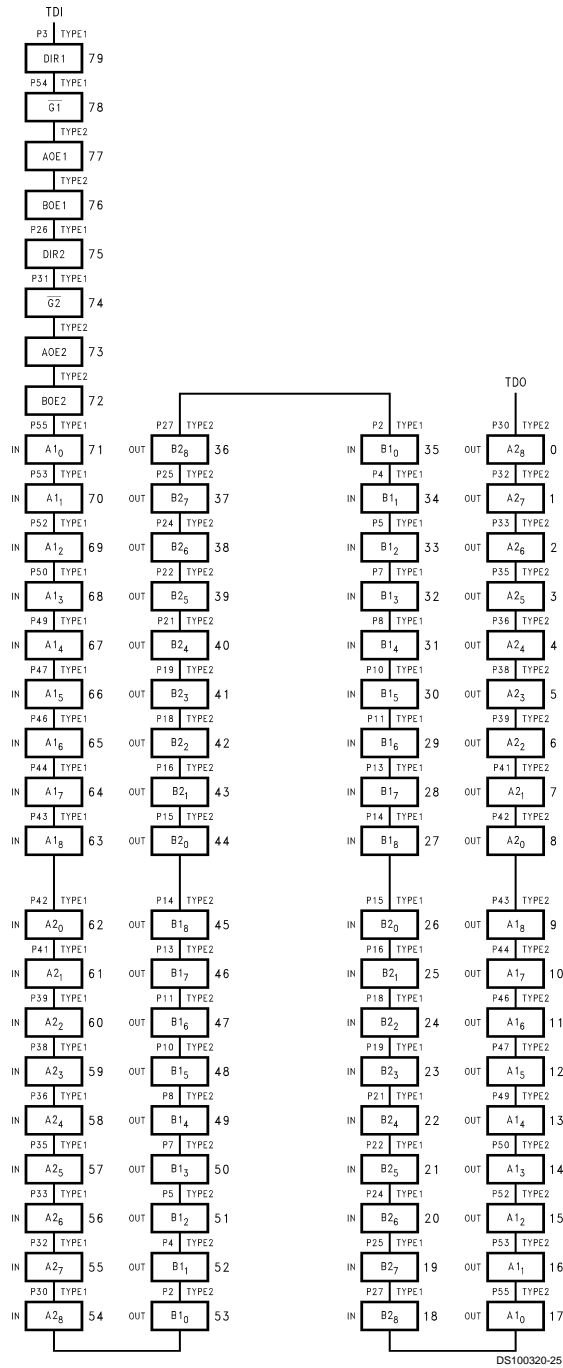 TDI
P3 TYPE1
DIR1 79
P54 TYPE1
G1 78
TYPE2
AOE1 77
TYPE2
BOE1 76
P26 TYPE1
DIR2 75
P31 TYPE1
G2 74
TYPE2
AOE2 73
TYPE2
BOE2 72
TDO
P55 TYPE1 P27 TYPE2 P2 TYPE1 P30 TYPE2
IN A1₀ 71 OUT B2₈ 36 IN B1₀ 35 OUT A2₈ 0
P53 TYPE1 P25 TYPE2 P4 TYPE1 P32 TYPE2
IN A1₁ 70 OUT B2₇ 37 IN B1₁ 34 OUT A2₇ 1
P52 TYPE1 P24 TYPE2 P5 TYPE1 P33 TYPE2
IN A1₂ 69 OUT B2₆ 38 IN B1₂ 33 OUT A2₆ 2
P50 TYPE1 P22 TYPE2 P7 TYPE1 P35 TYPE2
IN A1₃ 68 OUT B2₅ 39 IN B1₃ 32 OUT A2₅ 3
P49 TYPE1 P21 TYPE2 P8 TYPE1 P36 TYPE2
IN A1₄ 67 OUT B2₄ 40 IN B1₄ 31 OUT A2₄ 4
P47 TYPE1 P19 TYPE2 P10 TYPE1 P38 TYPE2
IN A1₅ 66 OUT B2₃ 41 IN B1₅ 30 OUT A2₃ 5
P46 TYPE1 P18 TYPE2 P11 TYPE1 P39 TYPE2
IN A1₆ 65 OUT B2₂ 42 IN B1₆ 29 OUT A2₂ 6
P44 TYPE1 P16 TYPE2 P13 TYPE1 P41 TYPE2
IN A1₇ 64 OUT B2₁ 43 IN B1₇ 28 OUT A2₁ 7
P43 TYPE1 P15 TYPE2 P14 TYPE1 P42 TYPE2
IN A1₈ 63 OUT B2₀ 44 IN B1₈ 27 OUT A2₀ 8
P42 TYPE1 P14 TYPE2 P15 TYPE1 P43 TYPE2
IN A2₀ 62 OUT B1₈ 45 IN B2₀ 26 OUT A1₈ 9
P41 TYPE1 P13 TYPE2 P16 TYPE1 P44 TYPE2
IN A2₁ 61 OUT B1₇ 46 IN B2₁ 25 OUT A1₇ 10
P39 TYPE1 P11 TYPE2 P18 TYPE1 P46 TYPE2
IN A2₂ 60 OUT B1₆ 47 IN B2₂ 24 OUT A1₆ 11
P38 TYPE1 P10 TYPE2 P19 TYPE1 P47 TYPE2
IN A2₃ 59 OUT B1₅ 48 IN B2₃ 23 OUT A1₅ 12
P36 TYPE1 P8 TYPE2 P21 TYPE1 P49 TYPE2
IN A2₄ 58 OUT B1₄ 49 IN B2₄ 22 OUT A1₄ 13
P35 TYPE1 P7 TYPE2 P22 TYPE1 P50 TYPE2
IN A2₅ 57 OUT B1₃ 50 IN B2₅ 21 OUT A1₃ 14
P33 TYPE1 P5 TYPE2 P24 TYPE1 P52 TYPE2
IN A2₆ 56 OUT B1₂ 51 IN B2₆ 20 OUT A1₂ 15
P32 TYPE1 P4 TYPE2 P25 TYPE1 P53 TYPE2
IN A2₇ 55 OUT B1₁ 52 IN B2₇ 19 OUT A1₁ 16
P30 TYPE1 P2 TYPE2 P27 TYPE1 P55 TYPE2
IN A2₈ 54 OUT B1₀ 53 IN B2₈ 18 OUT A1₀ 17
DS100320-25